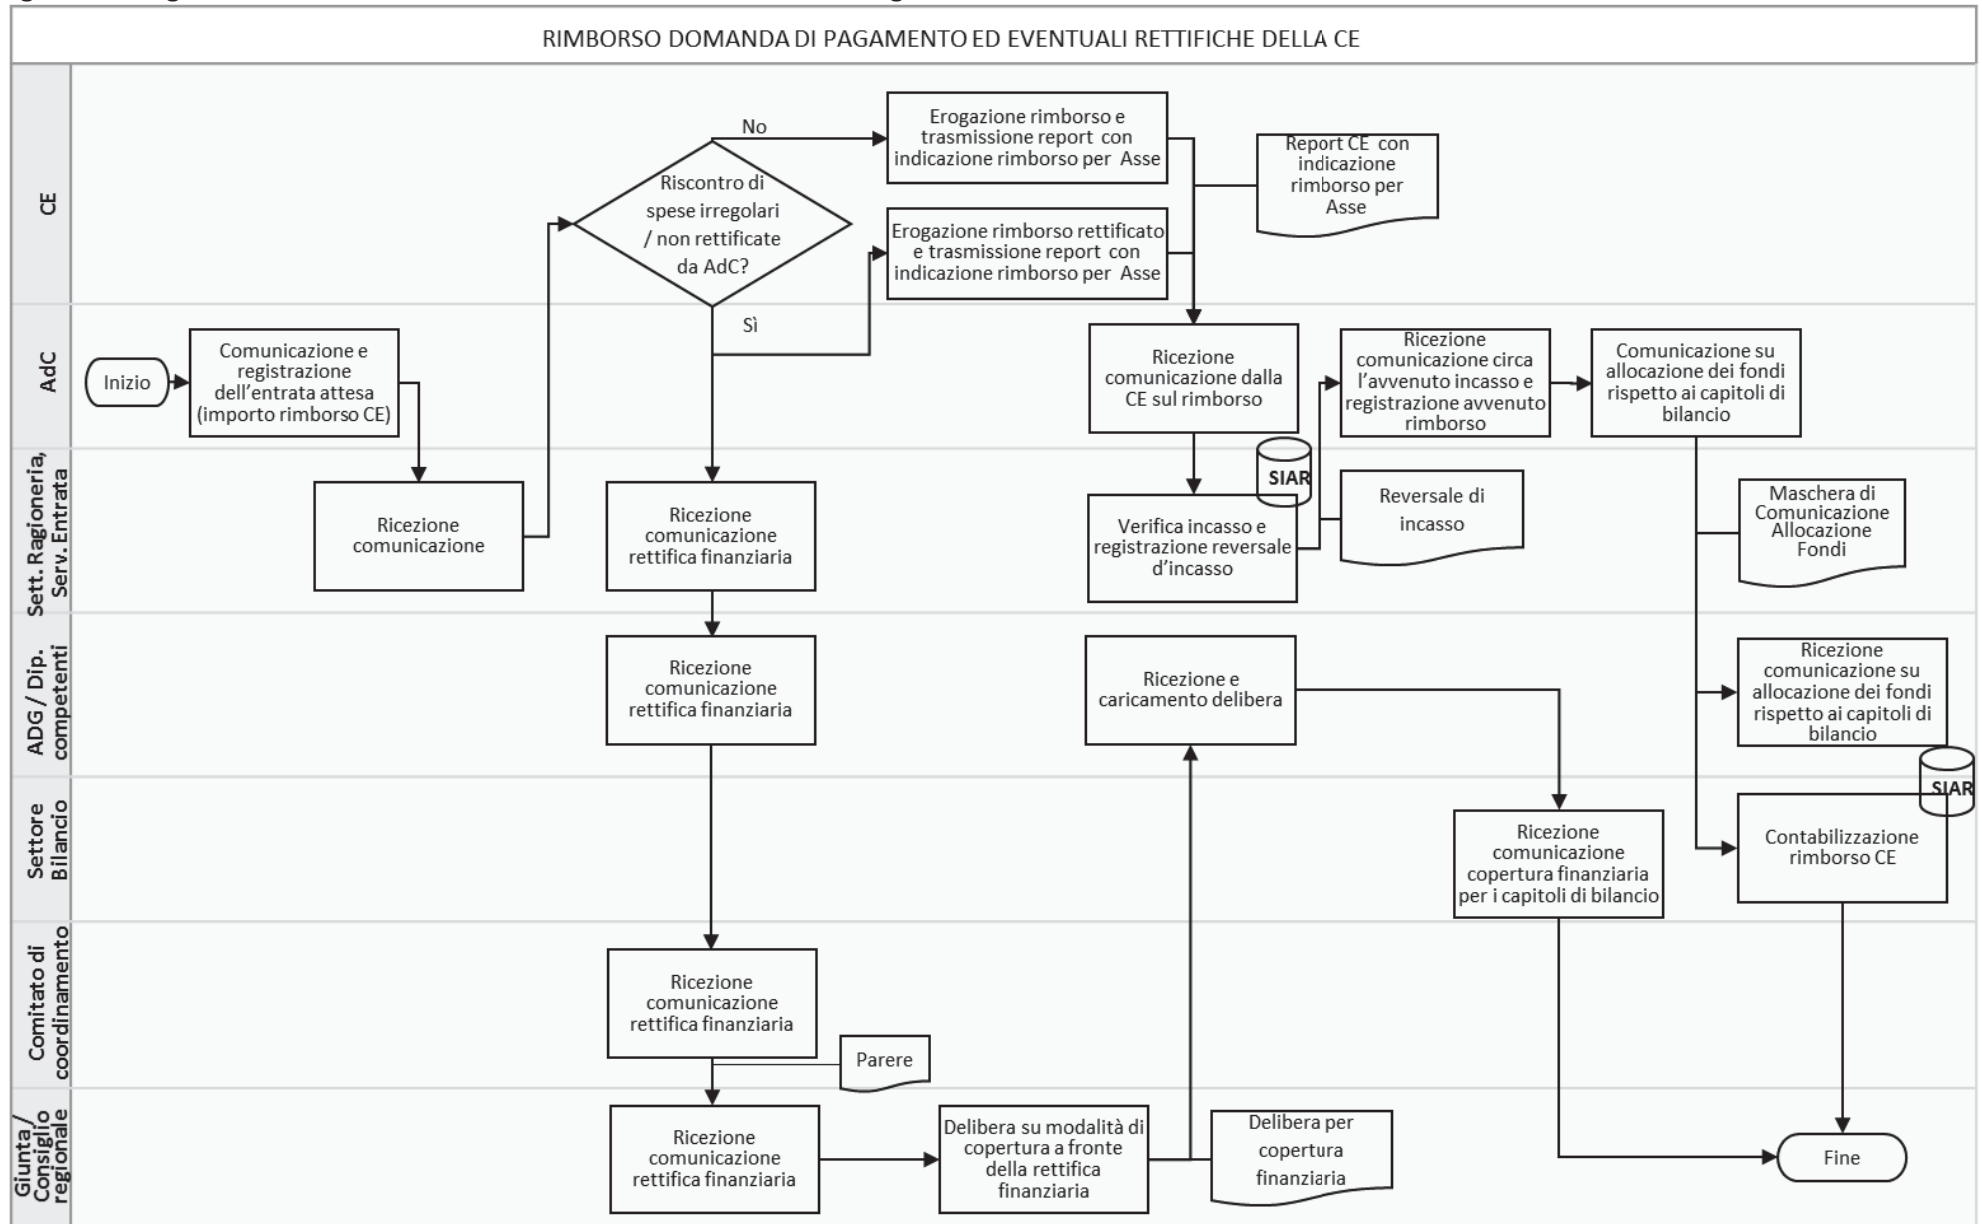 RIMBORSO DOMANDA DI PAGAMENTO ED EVENTUALI RETTIFICHE DELLA CE
CE
No
Erogazione rimborso e
trasmissione report con
indicazione rimborso per Asse
Report CE con
indicazione
rimborso per
Asse
Riscontro di
spese irregolari
/ non rettificate
da AdC?
Erogazione rimborso rettificato
e trasmissione report con
indicazione rimborso per Asse
Sì
AdC
Inizio
Comunicazione e
registrazione
dell'entrata attesa
(importo rimborso CE)
Ricezione
comunicazione dalla
CE sul rimborso
Ricezione
comunicazione circa
l'avvenuto incasso e
registrazione avvenuto
rimborso
Comunicazione su
allocazione dei fondi
rispetto ai capitoli di
bilancio
Sett. Ragioneria,
Serv. Entrata
Ricezione
comunicazione
Ricezione
comunicazione
rettifica finanziaria
SIAR
Verifica incasso e
registrazione reversale
d'incasso
Reversale di
incasso
Maschera di
Comunicazione
Allocazione
Fondi
ADG / Dip.
competenti
Ricezione
comunicazione
rettifica finanziaria
Ricezione e
caricamento delibera
Ricezione
comunicazione su
allocazione dei fondi
rispetto ai capitoli di
bilancio
SIAR
Settore
Bilancio
Ricezione
comunicazione
copertura finanziaria
per i capitoli di bilancio
Contabilizzazione
rimborso CE
Comitato di
coordinamento
Ricezione
comunicazione
rettifica finanziaria
Parere
Giunta /
Consiglio
regionale
Ricezione
comunicazione
rettifica finanziaria
Delibera su modalità di
copertura a fronte
della rettifica
finanziaria
Delibera per
copertura
finanziaria
Fine